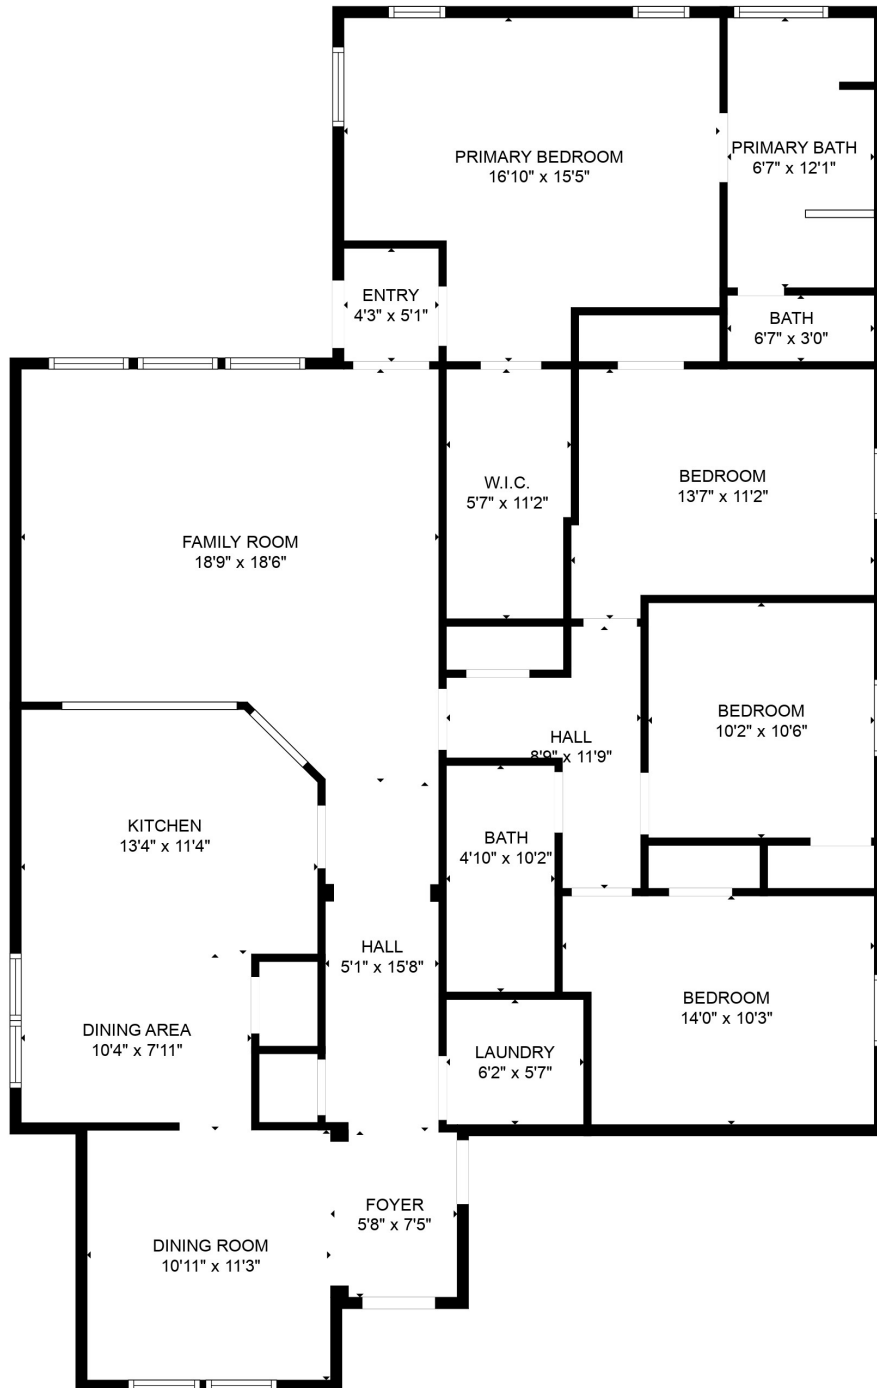 PRIMARY BEDROOM
16'10" x 15'5"
PRIMARY BATH
6'7" x 12'1"
ENTRY
4'3" x 5'1"
BATH
6'7" x 3'0"
W.I.C.
5'7" x 11'2"
BEDROOM
13'7" x 11'2"
FAMILY ROOM
18'9" x 18'6"
BEDROOM
10'2" x 10'6"
HALL
8'9" x 11'9"
KITCHEN
13'4" x 11'4"
BATH
4'10" x 10'2"
HALL
5'1" x 15'8"
BEDROOM
14'0" x 10'3"
DINING AREA
10'4" x 7'11"
LAUNDRY
6'2" x 5'7"
FOYER
5'8" x 7'5"
DINING ROOM
10'11" x 11'3"